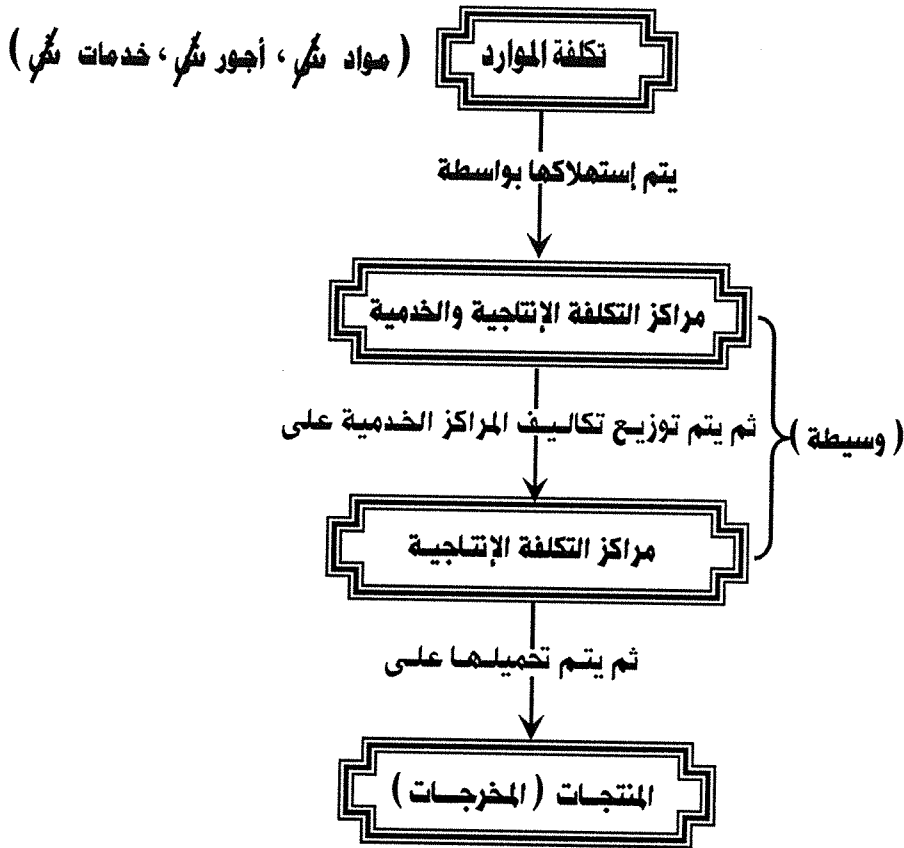 تكلفة الموارد
( مواد ، أجور ، خدمات )
يتم إستهلاكها بواسطة
مراكز التكلفة الإنتاجية والخدمية
ثم يتم توزيع تكاليف المراكز الخدمية على
( وسيطة )
مراكز التكلفة الإنتاجية
ثم يتم تحميلها على
المنتجات ( المخرجات )